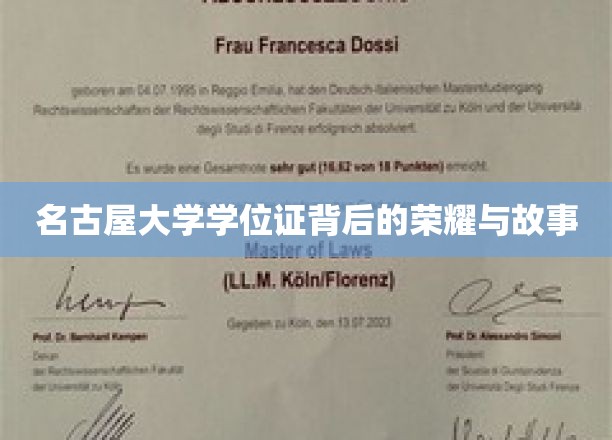 Frau Francesca Dossi
geboren am 04.07.1995 in Reggio Emilia, hat den Deutsch-Italienischen Masterstudiengang
Rechtswissenschaften der Rechtswissenschaftlichen Fakultäten der Universität zu Köln und der Università
degli Studi di Firenze erfolgreich absolviert.
Es wurde eine Gesamtnote sehr gut (16,62 von 18 Punkten) erreicht.
名古屋大学学位证背后的荣耀与故事
Master of Laws
(LL.M. Köln/Florenz)
Gegeben zu Köln, den 13.07.2023
Prof. Dr. Bernhard Kempen
Dekan
der Rechtswissenschaftlichen Fakultät
der Universität zu Köln
Prof. Dr. Alessandro Simoni
Präsident
der Scuola di Giurisprudenza
der Università Degli Studi Firenze